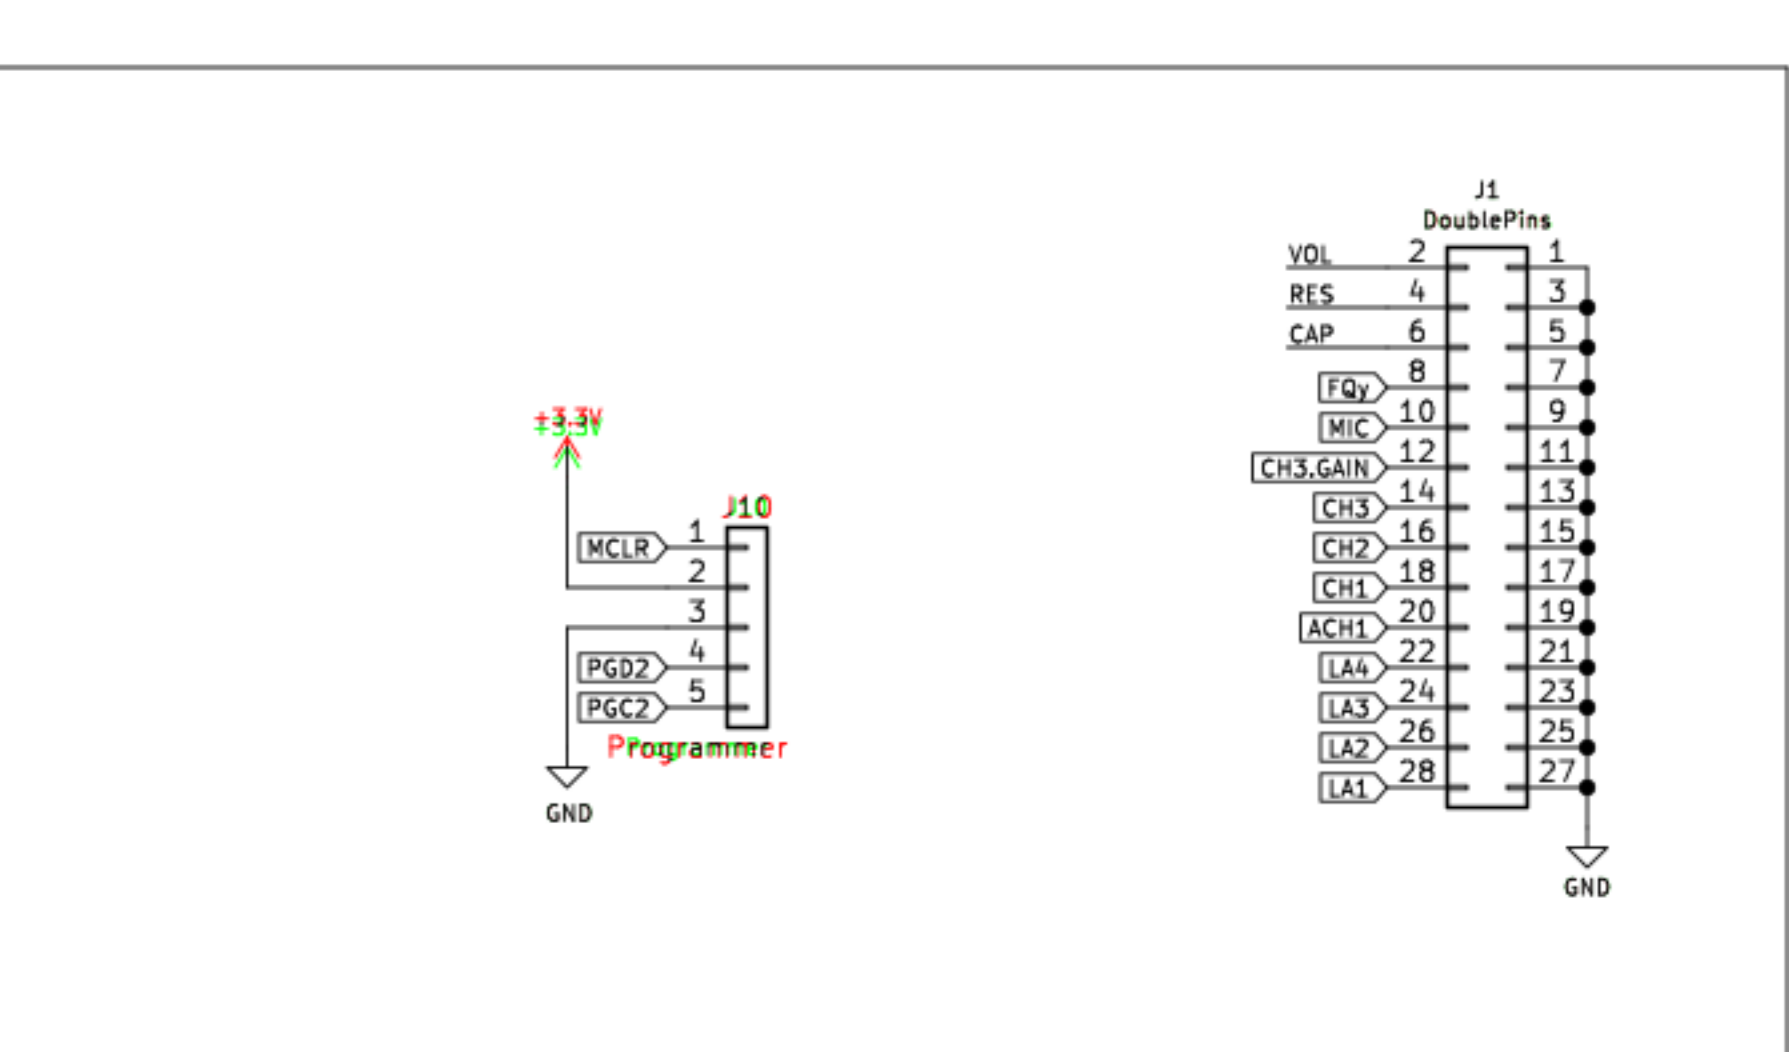 J1
DoublePins
VOL 2 1
RES 4 3
CAP 6 5
FQy 8 7
MIC 10 9
CH3.GAIN 12 11
CH3 14 13
CH2 16 15
CH1 18 17
ACH1 20 19
LA4 22 21
LA3 24 23
LA2 26 25
LA1 28 27
GND
+3.3V
+3.3V
J10
MCLR 1
2
3
PGD2 4
PGC2 5
Programmer
GND